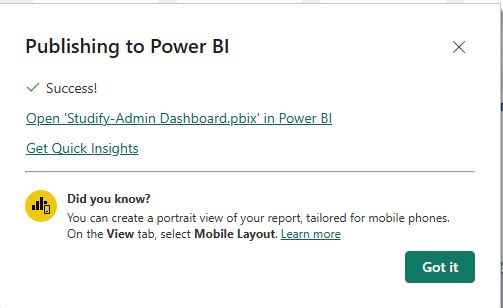 Publishing to Power BI
Success!
Open 'Studify-Admin Dashboard.pbix' in Power BI
Get Quick Insights
Did you know?
You can create a portrait view of your report, tailored for mobile phones.
On the View tab, select Mobile Layout. Learn more
Got it